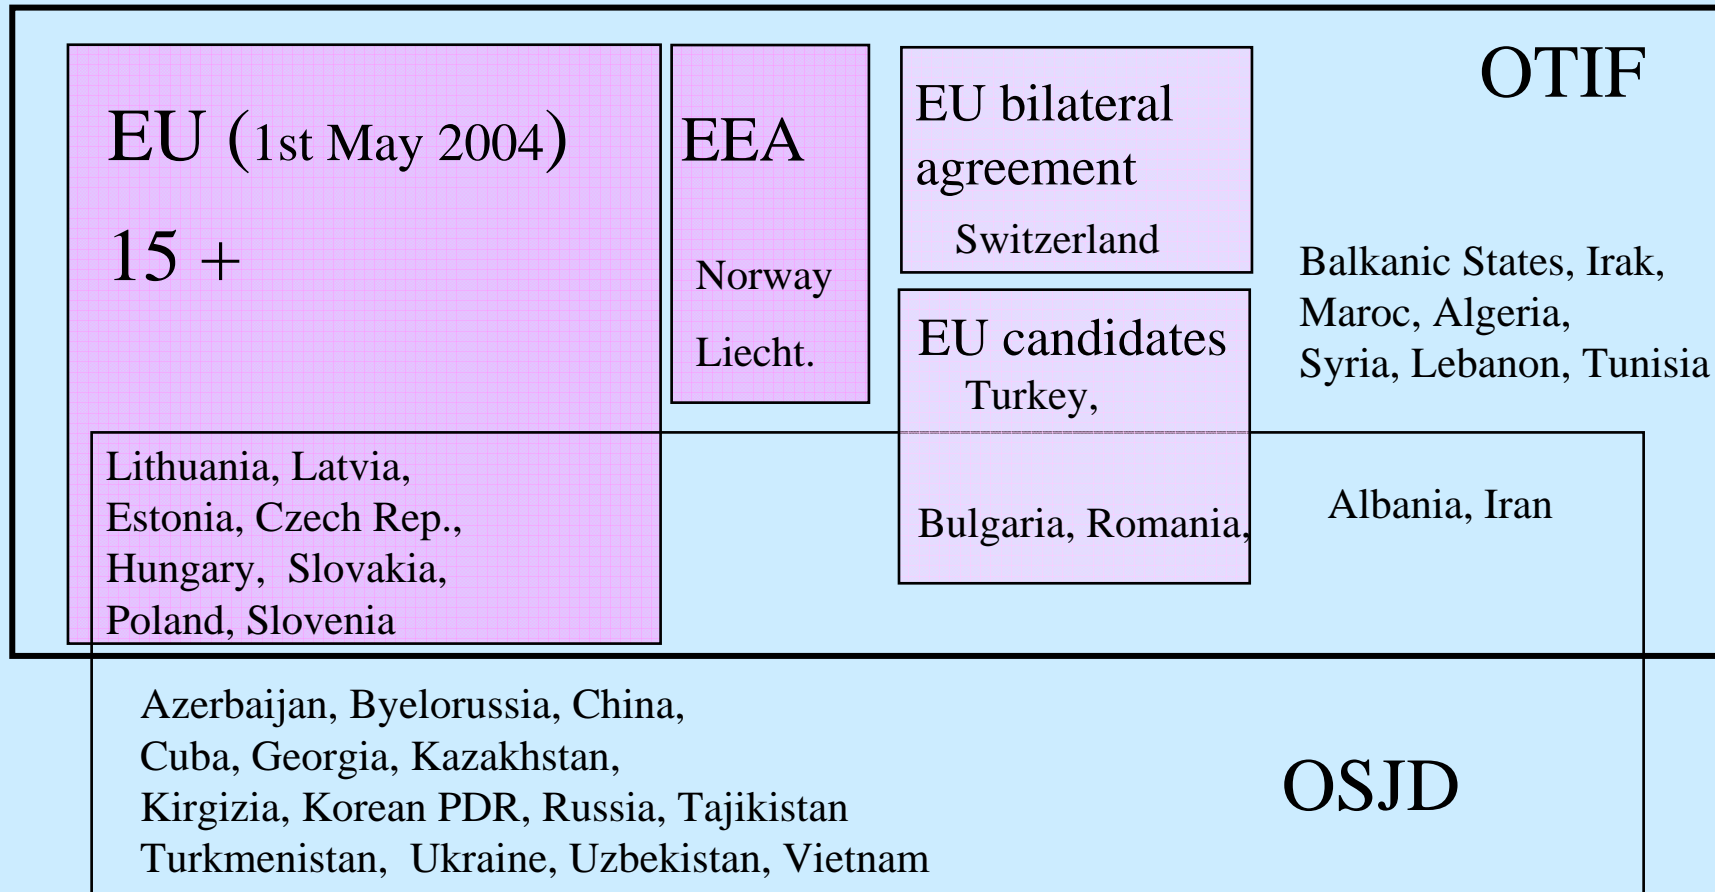 OTIF
EU (1st May 2004)
15 +
EEA
Norway
Liecht.
EU bilateral
agreement
Switzerland
EU candidates
Turkey,
Bulgaria, Romania,
Balkanic States, Irak,
Maroc, Algeria,
Syria, Lebanon, Tunisia
Lithuania, Latvia,
Estonia, Czech Rep.,
Hungary, Slovakia,
Poland, Slovenia
Albania, Iran
Azerbaijan, Byelorussia, China,
Cuba, Georgia, Kazakhstan,
Kirgizia, Korean PDR, Russia, Tajikistan
Turkmenistan, Ukraine, Uzbekistan, Vietnam
OSJD